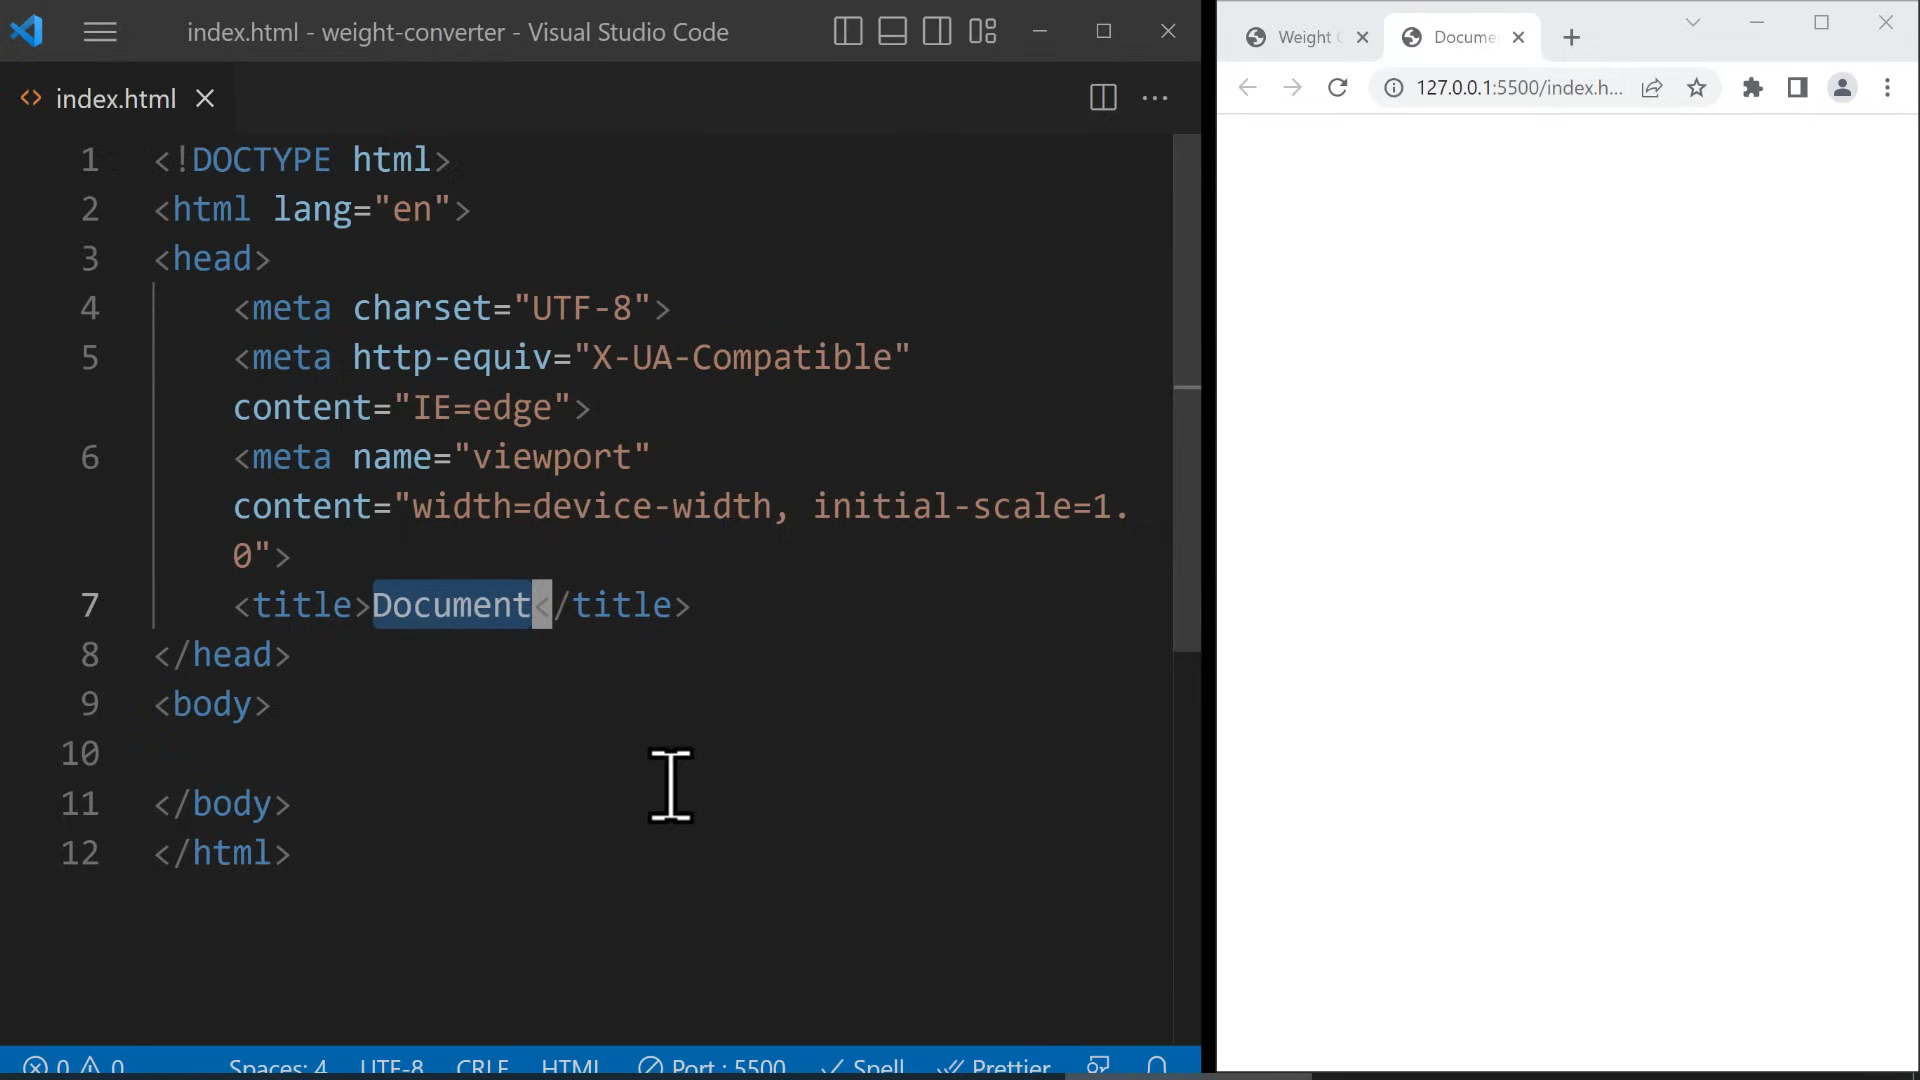 index.html - weight-converter - Visual Studio Code
index.html
1 <!DOCTYPE html>
2 <html lang="en">
3 <head>
4 <meta charset="UTF-8">
5 <meta http-equiv="X-UA-Compatible"
content="IE=edge">
6 <meta name="viewport"
content="width=device-width, initial-scale=1.
0">
7 <title>Document</title>
8 </head>
9 <body>
10
11 </body>
12 </html>
0 0 Spaces: 4 UTF-8 CRLF HTML Port : 5500 Spell Prettier
Weight Docume
127.0.0.1:5500/index.h...